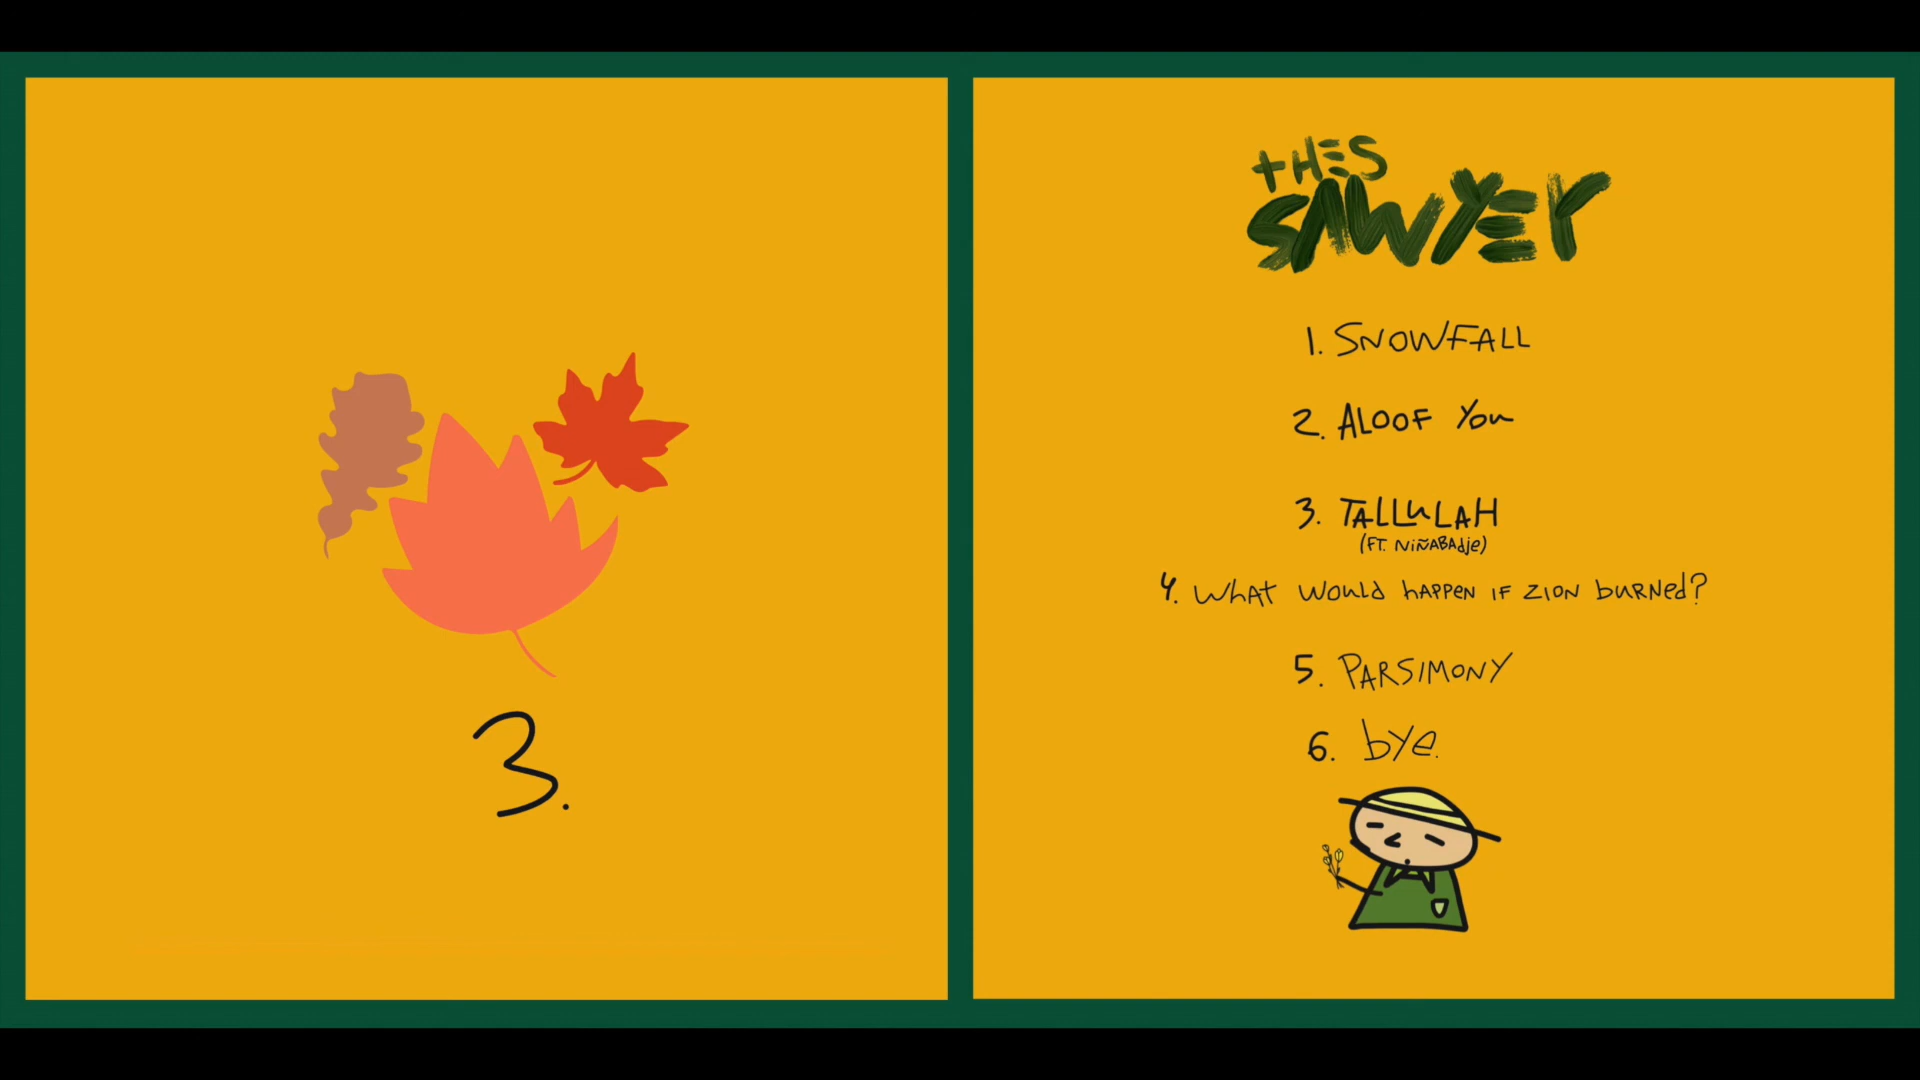 3.
THES
SAWYER
1. SNOWFALL
2. ALOOF YOU
3. TALLULAH
(FT. NIÑABADje)
4. WHAT WOULD HAPPEN IF ZION BURNED?
5. PARSIMONY
6. bye.